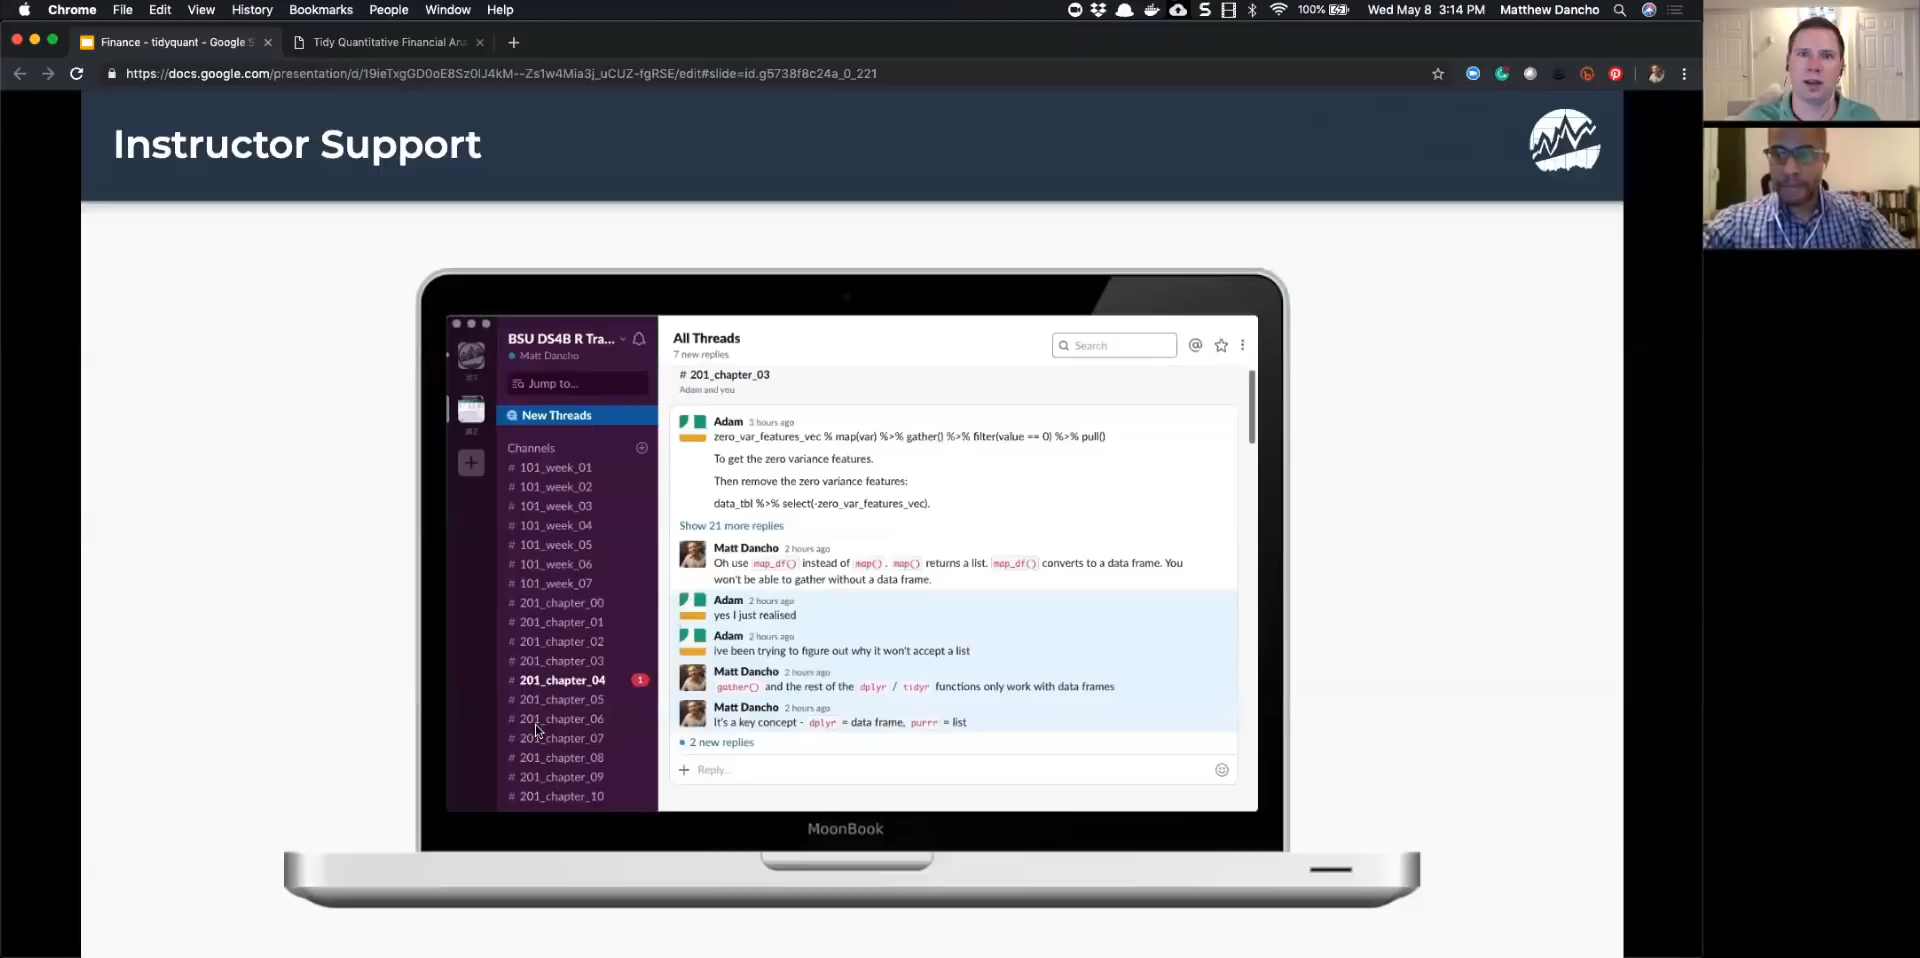 Chrome File Edit View History Bookmarks People Window Help 100% Wed May 8 3:14 PM Matthew Dancho
Finance - tidyquant - Google S Tidy Quantitative Financial Ana
https://docs.google.com/presentation/d/19ieTxgGD0oE8Sz0IJ4kM--Zs1w4Mia3j_uCUZ-fgRSE/edit#slide=id.g5738f8c24a_0_221
Instructor Support
BSU DS4B R Tra...
Matt Dancho
Jump to...
New Threads
Channels
# 101_week_01
# 101_week_02
# 101_week_03
# 101_week_04
# 101_week_05
# 101_week_06
# 101_week_07
# 201_chapter_00
# 201_chapter_01
# 201_chapter_02
# 201_chapter_03
# 201_chapter_04 1
# 201_chapter_05
# 201_chapter_06
# 201_chapter_07
# 201_chapter_08
# 201_chapter_09
# 201_chapter_10
All Threads
7 new replies
Search
# 201_chapter_03
Adam and you
Adam 3 hours ago
zero_var_features_vec % map(var) %>% gather() %>% filter(value == 0) %>% pull()
To get the zero variance features.
Then remove the zero variance features:
data_tbl %>% select(-zero_var_features_vec).
Show 21 more replies
Matt Dancho 2 hours ago
Oh use map_df() instead of map(). map() returns a list. map_df() converts to a data frame. You
won't be able to gather without a data frame.
Adam 2 hours ago
yes I just realised
Adam 2 hours ago
ive been trying to figure out why it won't accept a list
Matt Dancho 2 hours ago
gather() and the rest of the dplyr / tidyr functions only work with data frames
Matt Dancho 2 hours ago
It's a key concept - dplyr = data frame, purrr = list
2 new replies
Reply...
MoonBook